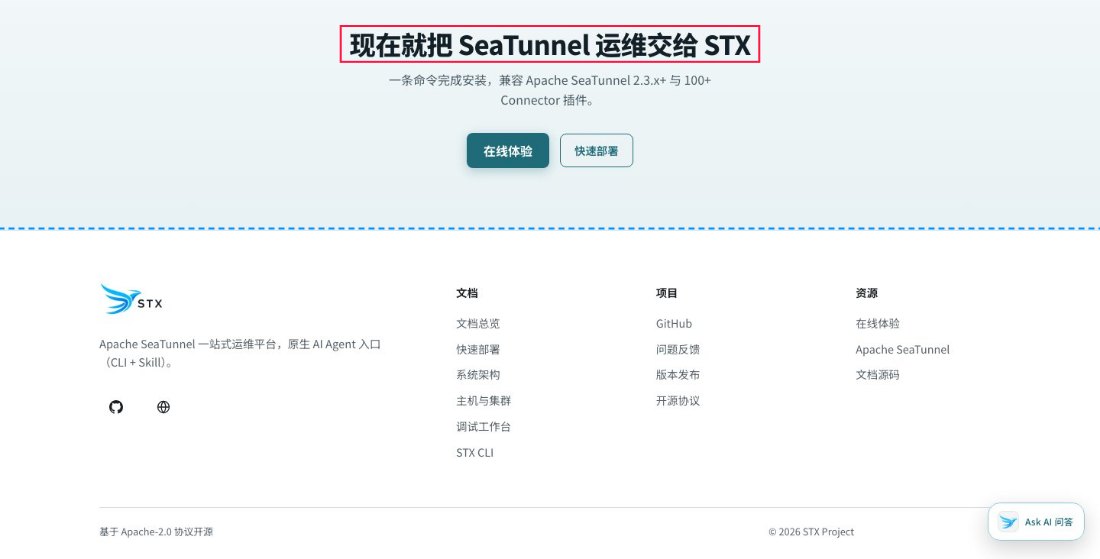 现在就把 SeaTunnel 运维交给 STX
一条命令完成安装，兼容 Apache SeaTunnel 2.3.x+ 与 100+
Connector 插件。
在线体验
快速部署
STX
Apache SeaTunnel 一站式运维平台，原生 AI Agent 入口
（CLI + Skill）。
文档
文档总览
快速部署
系统架构
主机与集群
调试工作台
STX CLI
项目
GitHub
问题反馈
版本发布
开源协议
资源
在线体验
Apache SeaTunnel
文档源码
基于 Apache-2.0 协议开源
© 2026 STX Project
Ask AI 问答